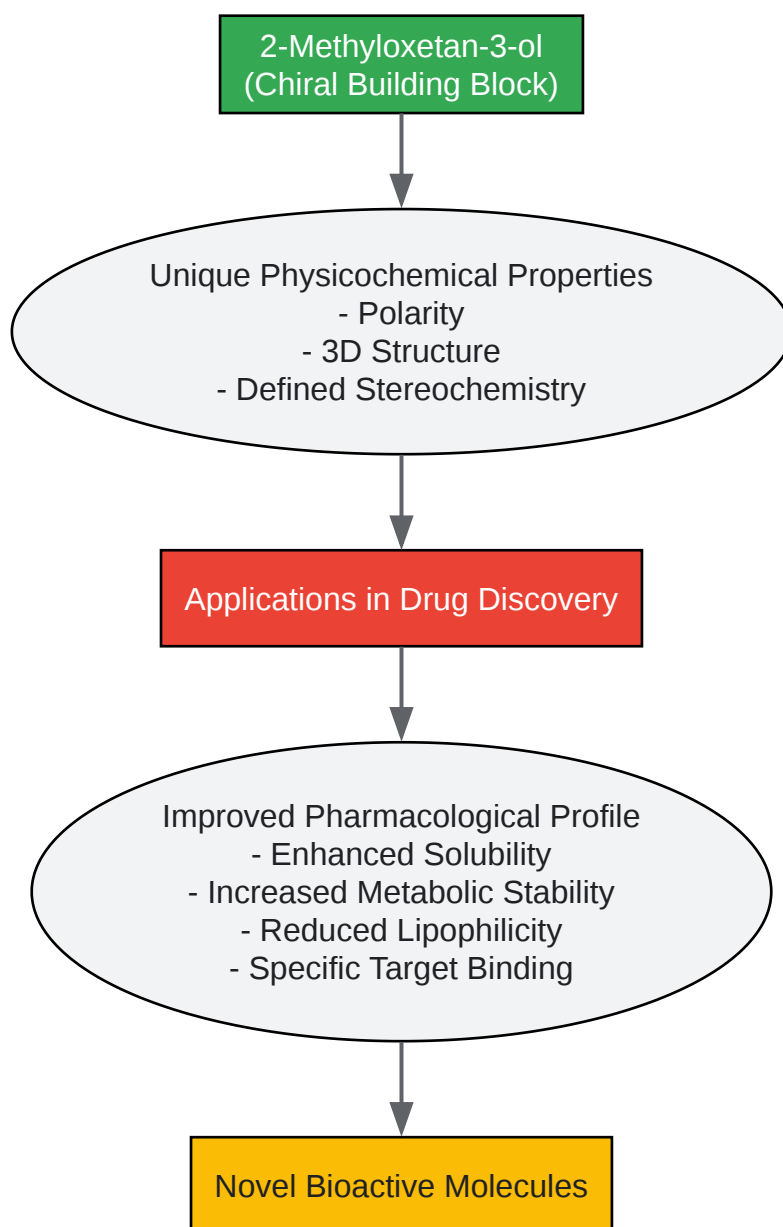 2-Methyloxetan-3-ol
(Chiral Building Block)
Unique Physicochemical Properties
- Polarity
- 3D Structure
- Defined Stereochemistry
Applications in Drug Discovery
Improved Pharmacological Profile
- Enhanced Solubility
- Increased Metabolic Stability
- Reduced Lipophilicity
- Specific Target Binding
Novel Bioactive Molecules